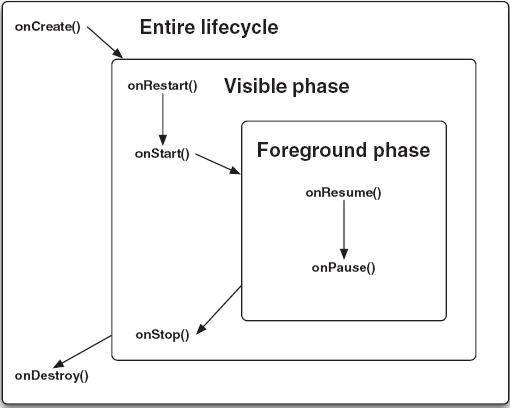 onCreate()
Entire lifecycle
onRestart()
Visible phase
onStart()
Foreground phase
onResume()
onPause()
onStop()
onDestroy()